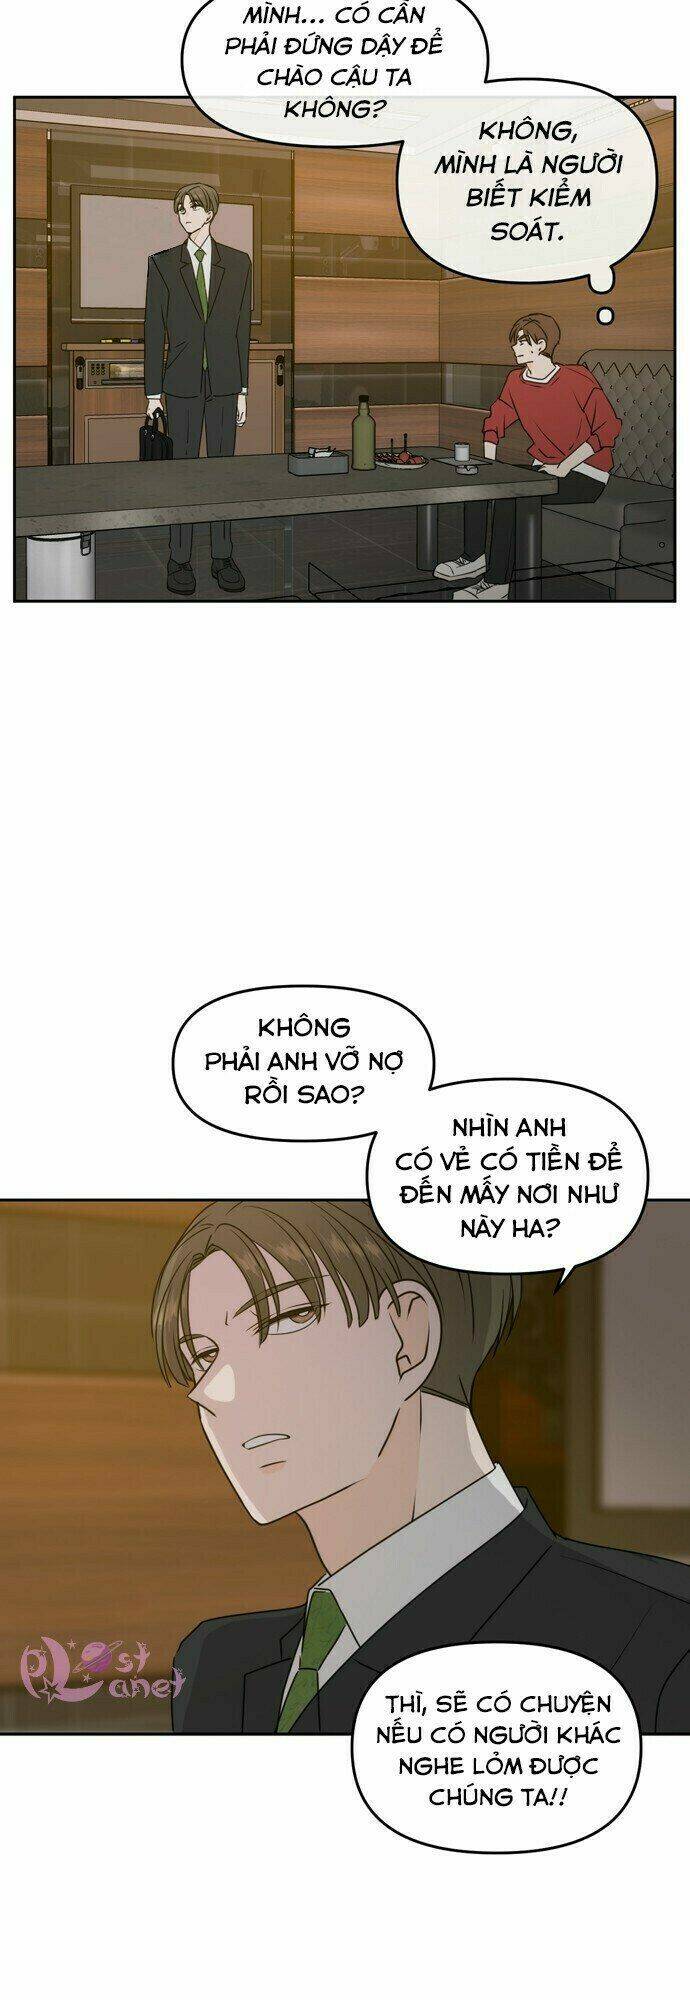 MÌNH... CÓ CẦN
PHẢI ĐỨNG DẬY ĐỂ
CHÀO CẬU TA
KHÔNG?
KHÔNG,
MÌNH LÀ NGƯỜI
BIẾT KIỂM
SOÁT.
KHÔNG
PHẢI ANH VỠ NỢ
RỒI SAO?
NHÌN ANH
CÓ VẺ CÓ TIỀN ĐỂ
ĐẾN MẤY NƠI NHƯ
NÀY HA?
Lost
Planet
THÌ, SẼ CÓ CHUYỆN
NẾU CÓ NGƯỜI KHÁC
NGHE LỎM ĐƯỢC
CHÚNG TA!!